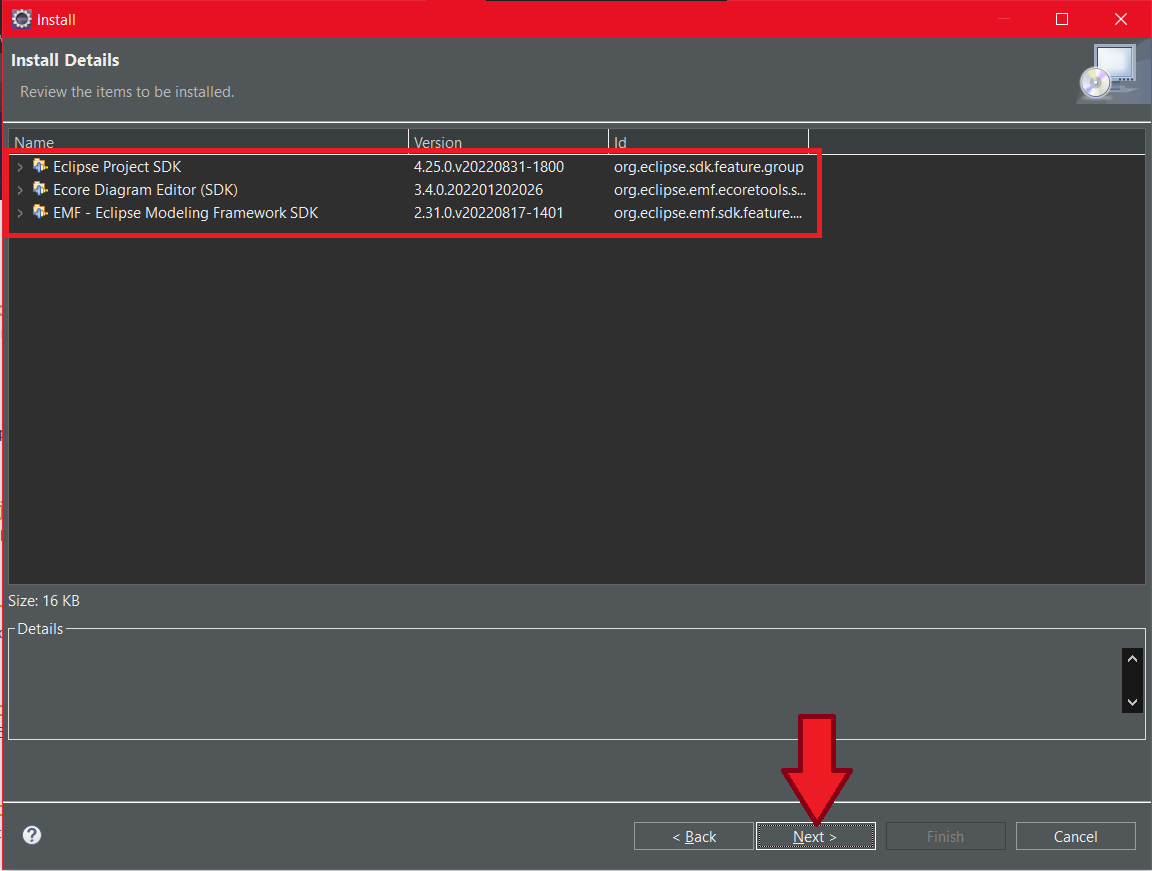 Install
Install Details
Review the items to be installed.
Name Version Id
Eclipse Project SDK 4.25.0.v20220831-1800 org.eclipse.sdk.feature.group
Ecore Diagram Editor (SDK) 3.4.0.202201202026 org.eclipse.emf.ecoretools.s...
EMF - Eclipse Modeling Framework SDK 2.31.0.v20220817-1401 org.eclipse.emf.sdk.feature....
Size: 16 KB
Details
< Back Next > Finish Cancel